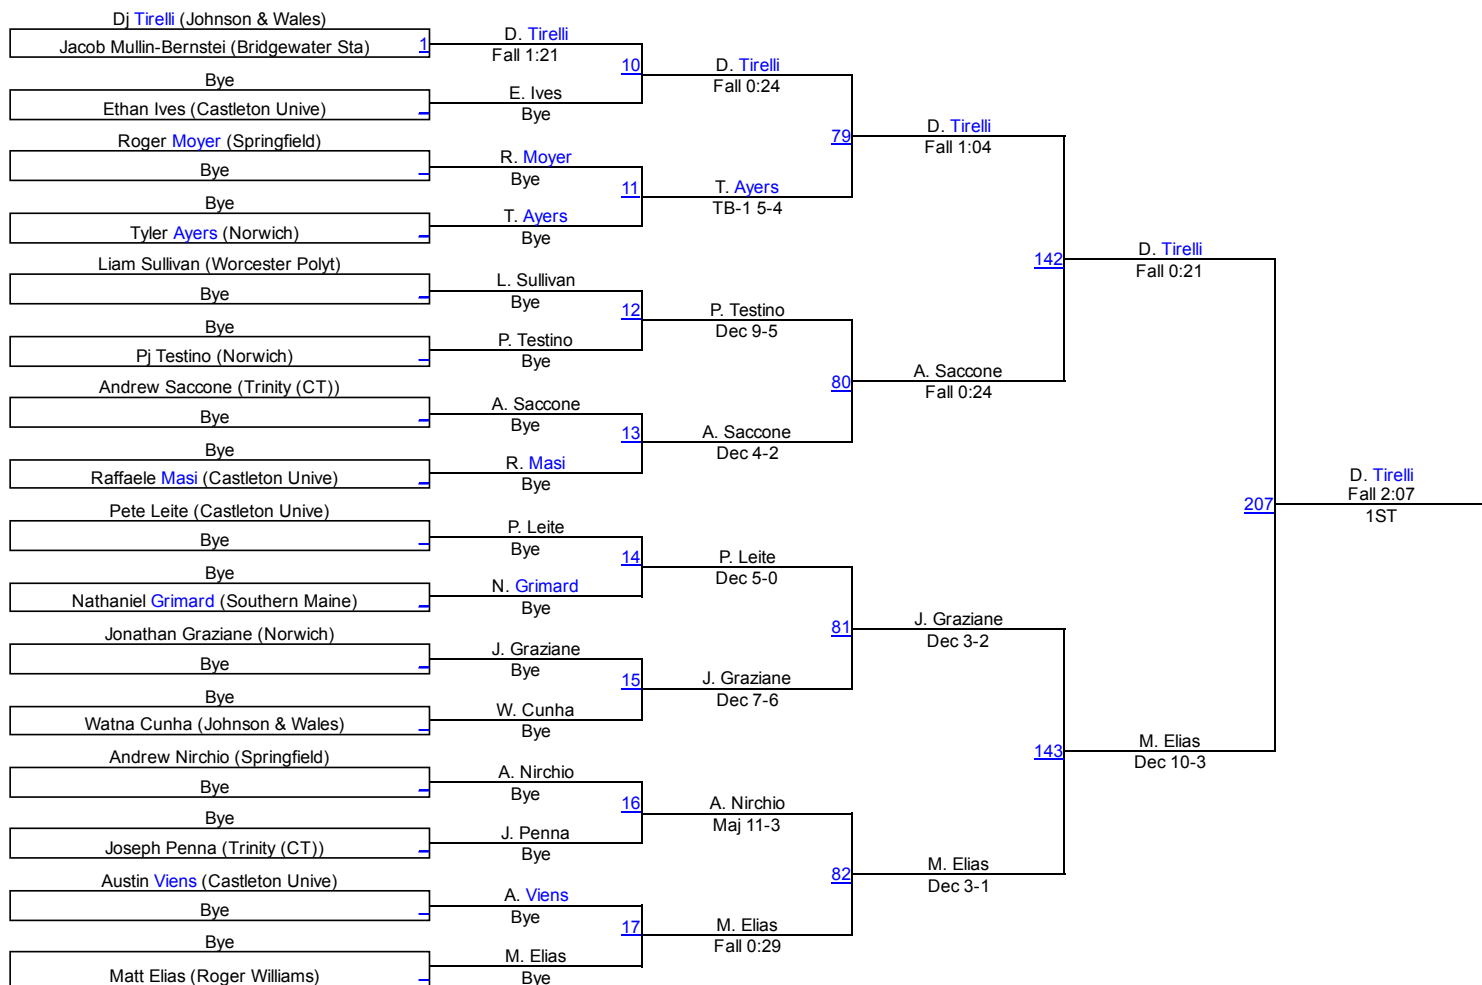 Dj Tirelli (Johnson & Wales)
Jacob Mullin-Bernstei (Bridgewater Sta)
1
Bye
Ethan Ives (Castleton Unive)
Roger Moyer (Springfield)
Bye
Bye
Tyler Ayers (Norwich)
Liam Sullivan (Worcester Polyt)
Bye
Bye
Pj Testino (Norwich)
Andrew Saccone (Trinity (CT))
Bye
Bye
Raffaele Masi (Castleton Unive)
Pete Leite (Castleton Unive)
Bye
Bye
Nathaniel Grimard (Southern Maine)
Jonathan Graziane (Norwich)
Bye
Bye
Watna Cunha (Johnson & Wales)
Andrew Nirchio (Springfield)
Bye
Bye
Joseph Penna (Trinity (CT))
Austin Viens (Castleton Unive)
Bye
Bye
Matt Elias (Roger Williams)
D. Tirelli
Fall 1:21
10
E. Ives
Bye
R. Moyer
Bye
11
T. Ayers
Bye
L. Sullivan
Bye
12
P. Testino
Bye
A. Saccone
Bye
13
R. Masi
Bye
P. Leite
Bye
14
N. Grimard
Bye
J. Graziane
Bye
15
W. Cunha
Bye
A. Nirchio
Bye
16
J. Penna
Bye
A. Viens
Bye
17
M. Elias
Bye
D. Tirelli
Fall 0:24
79
T. Ayers
TB-1 5-4
P. Testino
Dec 9-5
80
A. Saccone
Dec 4-2
P. Leite
Dec 5-0
81
J. Graziane
Dec 7-6
A. Nirchio
Maj 11-3
82
M. Elias
Fall 0:29
D. Tirelli
Fall 1:04
142
A. Saccone
Fall 0:24
J. Graziane
Dec 3-2
143
M. Elias
Dec 3-1
D. Tirelli
Fall 0:21
207
M. Elias
Dec 10-3
D. Tirelli
Fall 2:07
1ST